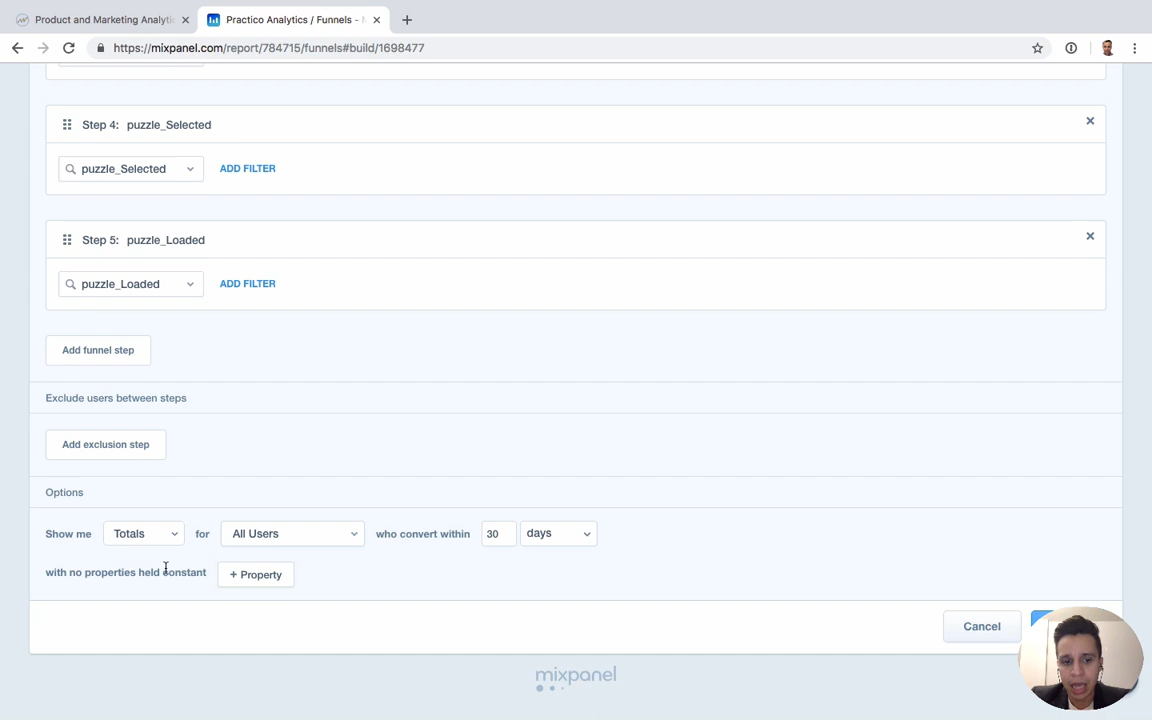 Product and Marketing Analytic
Practico Analytics / Funnels -
https://mixpanel.com/report/784715/funnels#build/1698477
Step 4: puzzle_Selected
puzzle_Selected ADD FILTER
Step 5: puzzle_Loaded
puzzle_Loaded ADD FILTER
Add funnel step
Exclude users between steps
Add exclusion step
Options
Show me Totals for All Users who convert within 30 days
with no properties held constant + Property
Cancel
mixpanel